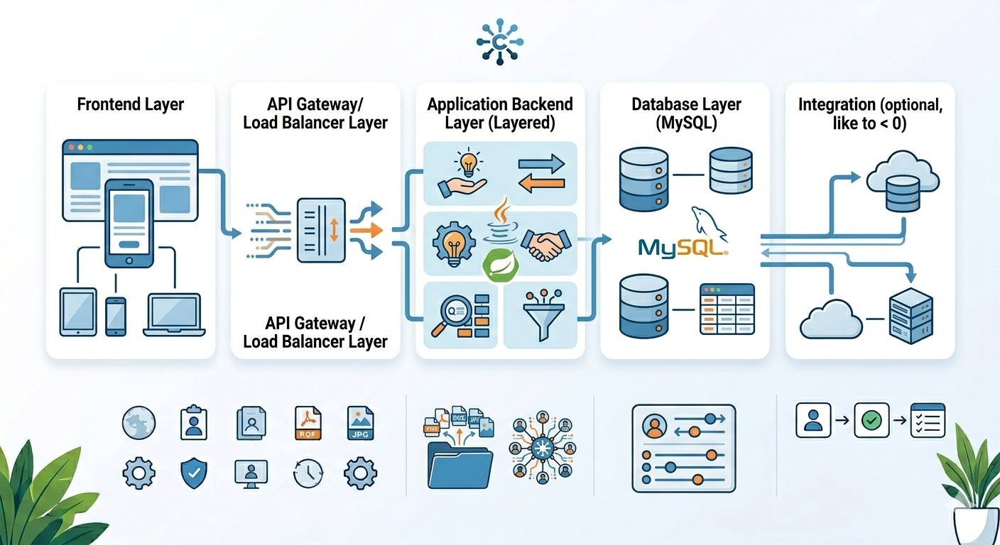 C
Frontend Layer
API Gateway/
Load Balancer Layer
API Gateway /
Load Balancer Layer
Application Backend
Layer (Layered)
Database Layer
(MySQL)
MySQL®
Integration (optional,
like to < 0)
ROF
JPG